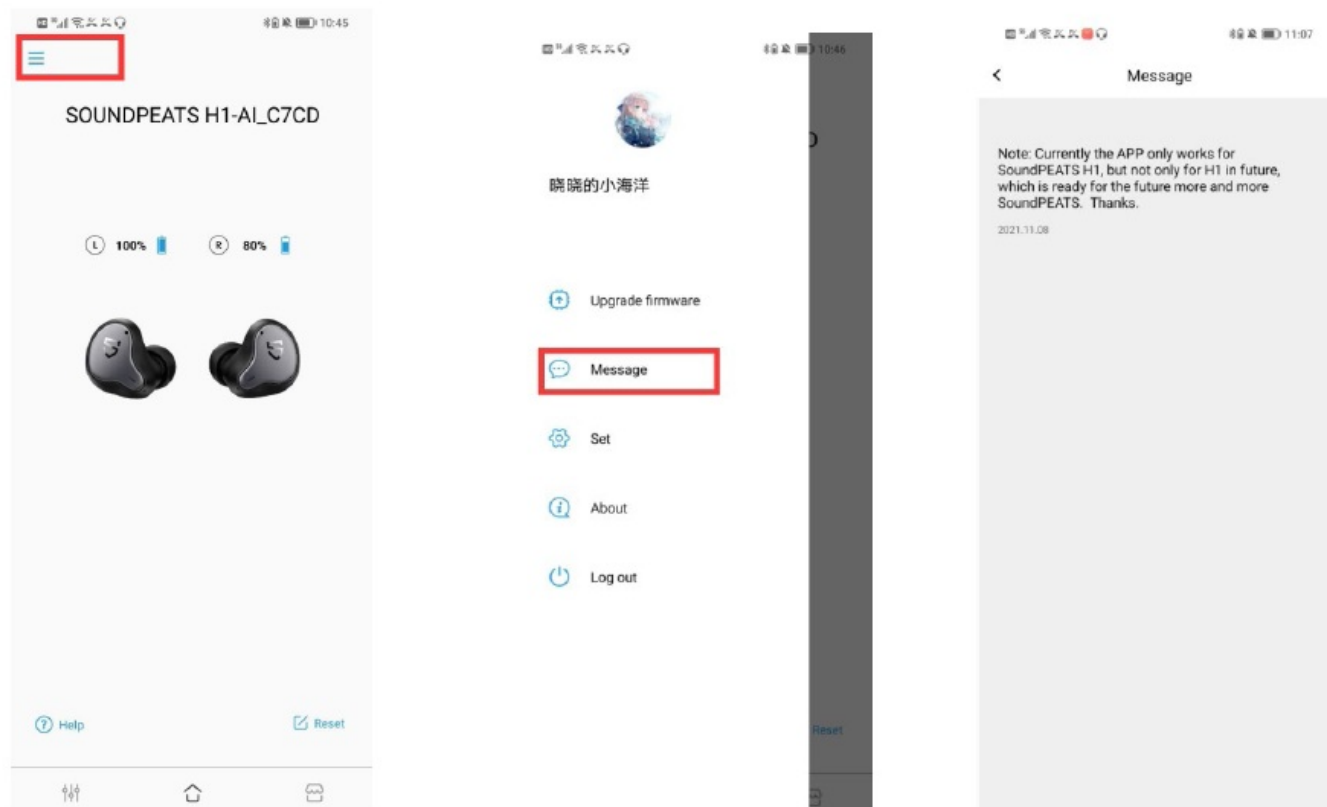 10:45
SOUNDPEATS H1-AI_C7CD
L 100% R 80%
Help
Reset
10:46
晓晓的小海洋
Upgrade firmware
Message
Set
About
Log out
Reset
11:07
Message
Note: Currently the APP only works for
SoundPEATS H1, but not only for H1 in future,
which is ready for the future more and more
SoundPEATS. Thanks.
2021.11.08